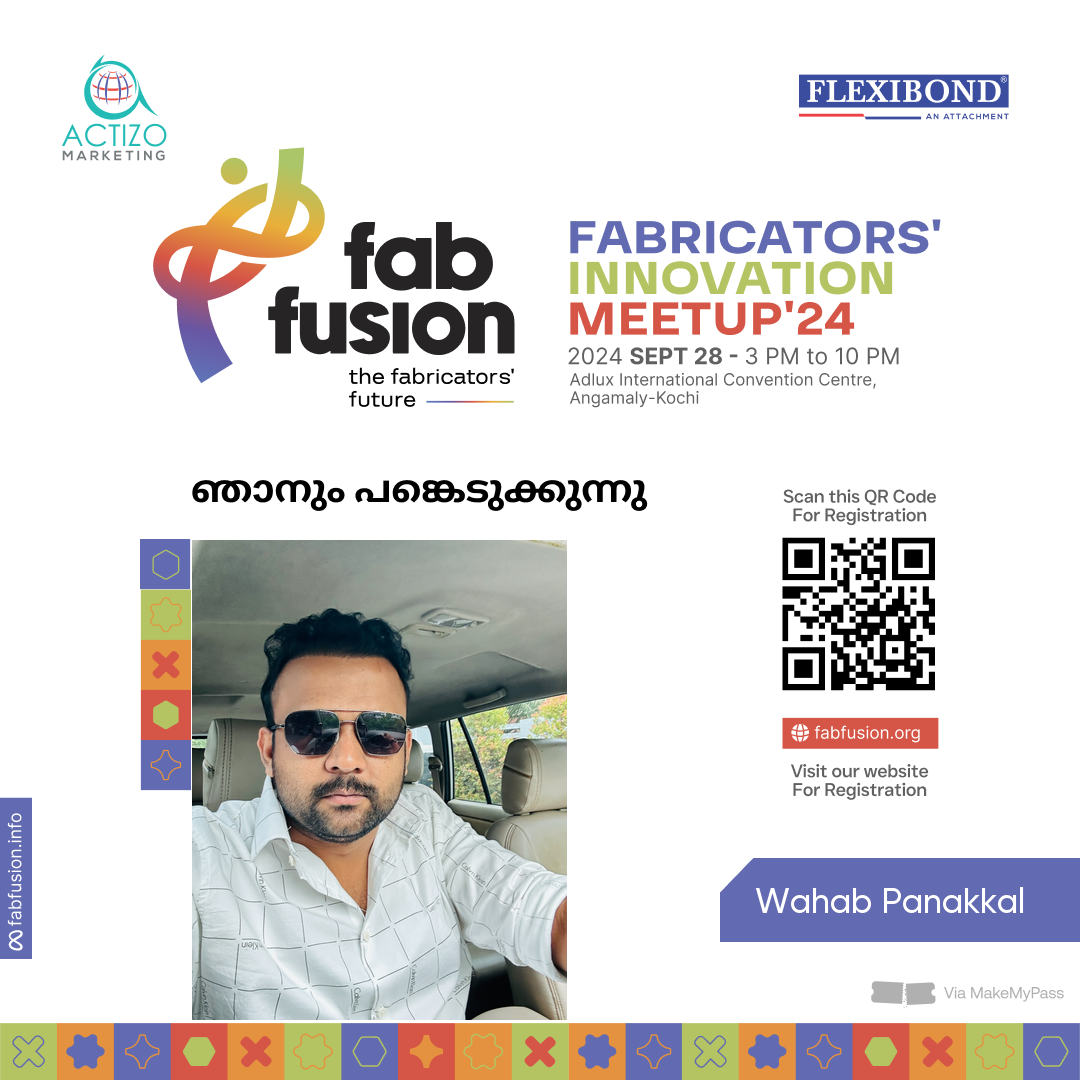 ACTIZO
MARKETING
FLEXIBOND®
AN ATTACHMENT
fab
fusion
the fabricators'
future
FABRICATORS'
INNOVATION
MEETUP'24
2024 SEPT 28 - 3 PM to 10 PM
Adlux International Convention Centre,
Angamaly-Kochi
ഞാനും പങ്കെടുക്കുന്നു
Scan this QR Code
For Registration
fabfusion.org
Visit our website
For Registration
fabfusion.info
Calvin Klein
Wahab Panakkal
Via MakeMyPass